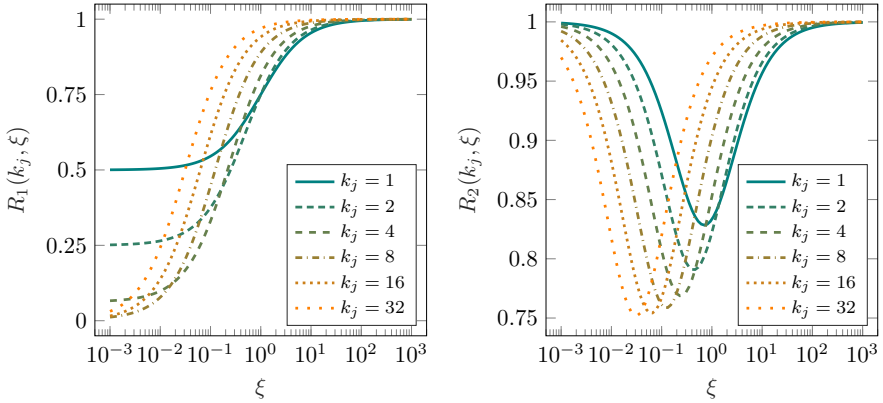 R₁(kⱼ, ξ)
1
0.75
0.5
0.25
0
kⱼ = 1
kⱼ = 2
kⱼ = 4
kⱼ = 8
kⱼ = 16
kⱼ = 32
10⁻³ 10⁻² 10⁻¹ 10⁰ 10¹ 10² 10³
ξ
R₂(kⱼ, ξ)
1
0.95
0.9
0.85
0.8
0.75
kⱼ = 1
kⱼ = 2
kⱼ = 4
kⱼ = 8
kⱼ = 16
kⱼ = 32
10⁻³ 10⁻² 10⁻¹ 10⁰ 10¹ 10² 10³
ξ